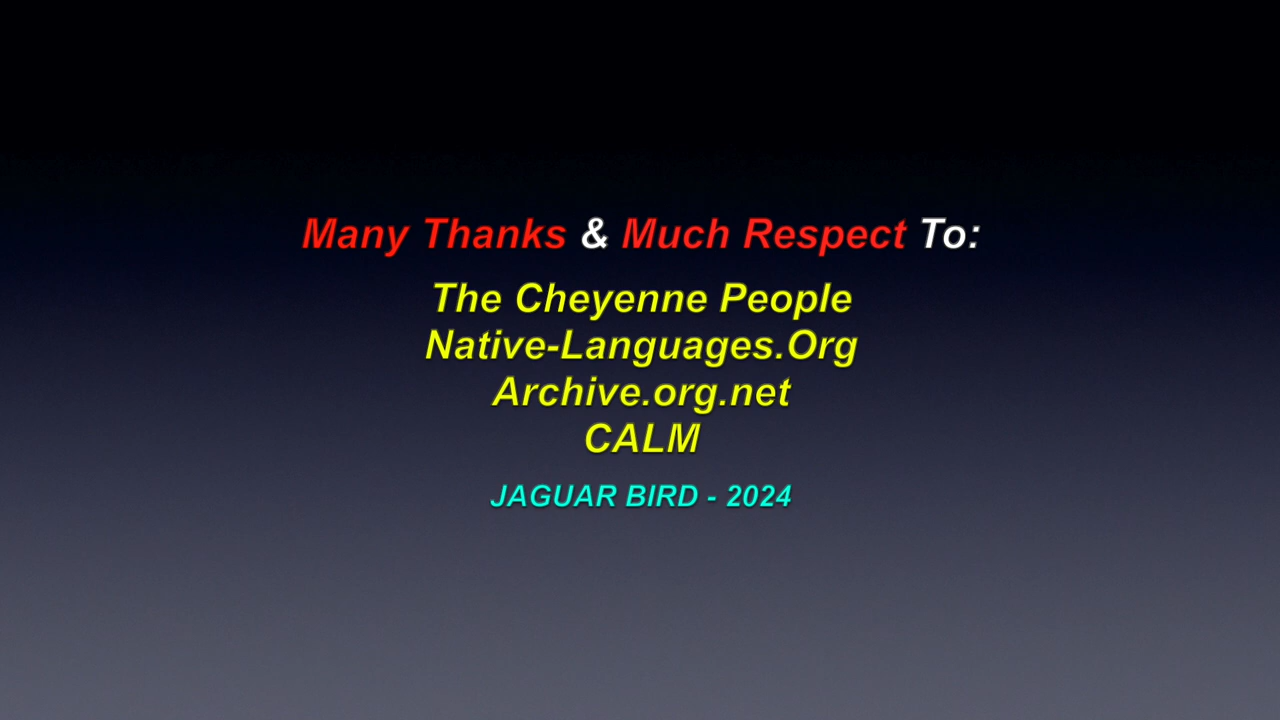 Many Thanks & Much Respect To:
The Cheyenne People
Native-Languages.Org
Archive.org.net
CALM
JAGUAR BIRD - 2024